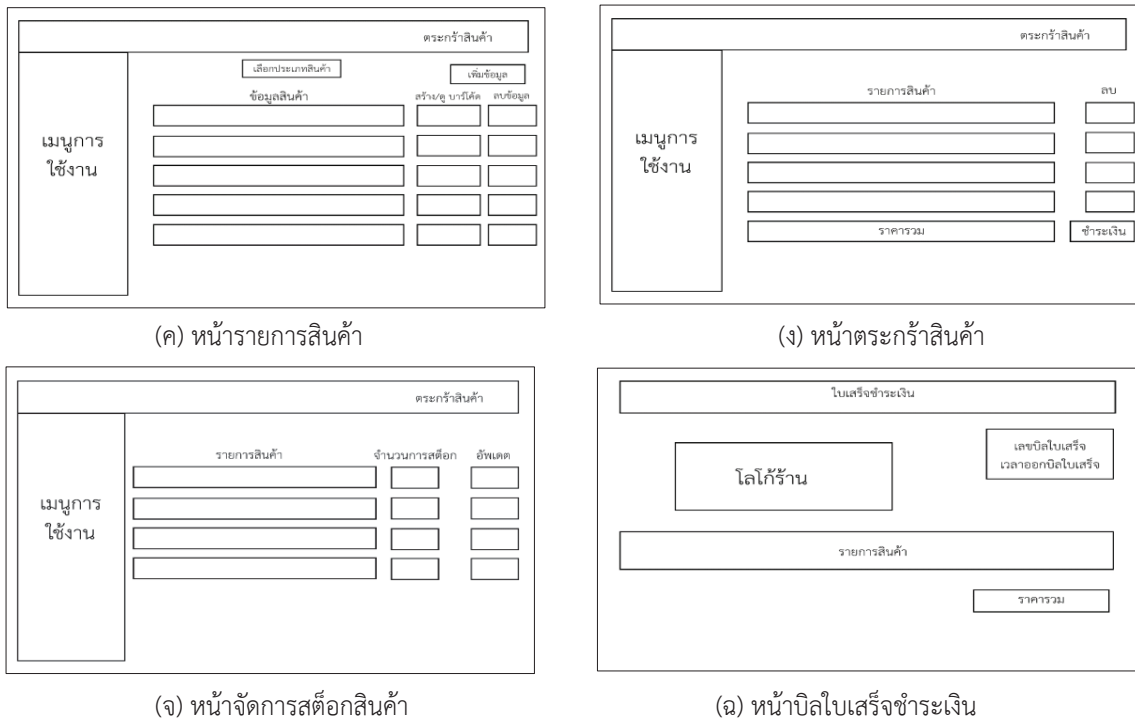 ตระกร้าสินค้า
เลือกประเภทสินค้า
เพิ่มข้อมูล
ข้อมูลสินค้า สร้าง/ดู บาร์โค้ด ลบข้อมูล
เมนูการ
ใช้งาน
(ค) หน้ารายการสินค้า
ตระกร้าสินค้า
รายการสินค้า ลบ
เมนูการ
ใช้งาน
ราคารวม ชำระเงิน
(ง) หน้าตระกร้าสินค้า
ตระกร้าสินค้า
รายการสินค้า จำนวนการสต็อก อัพเดต
เมนูการ
ใช้งาน
(จ) หน้าจัดการสต็อกสินค้า
ใบเสร็จชำระเงิน
เลขบิลใบเสร็จ
เวลาออกบิลใบเสร็จ
โลโก้ร้าน
รายการสินค้า
ราคารวม
(ฉ) หน้าบิลใบเสร็จชำระเงิน